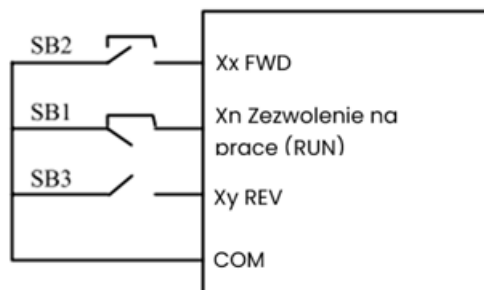 SB2
Xx FWD
SB1
Xn Zezwolenie na
prace (RUN)
SB3
Xy REV
COM